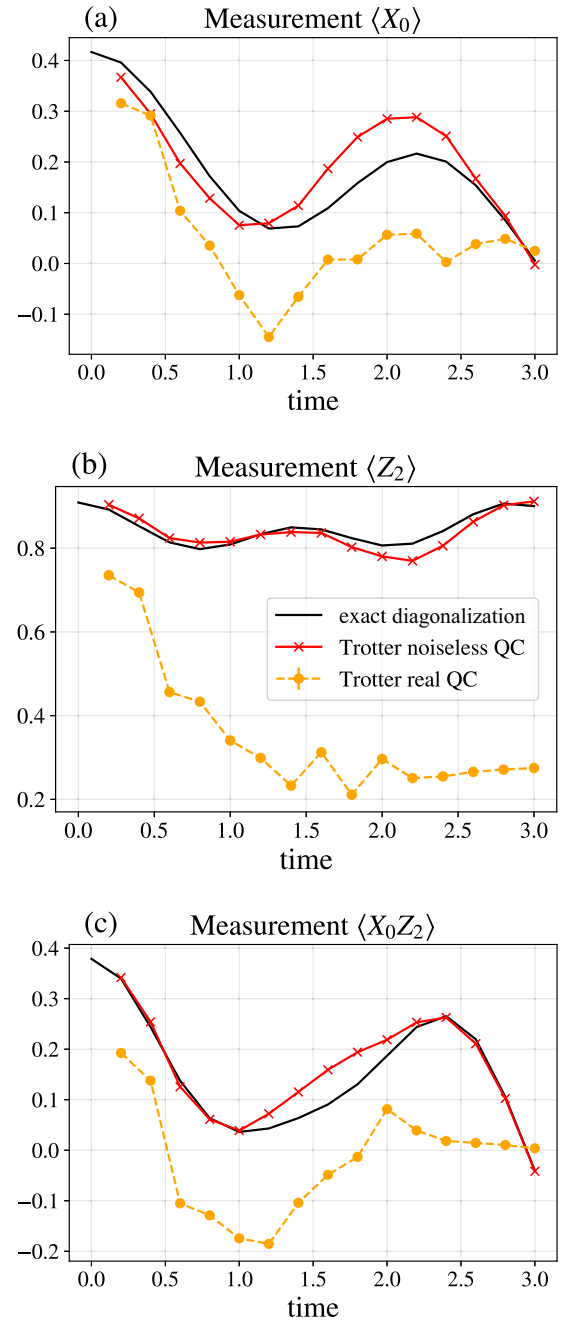 (a) Measurement ⟨X₀⟩
0.4
0.3
0.2
0.1
0.0
−0.1
0.0 0.5 1.0 1.5 2.0 2.5 3.0
time
(b) Measurement ⟨Z₂⟩
0.8
0.6
0.4
0.2
exact diagonalization
Trotter noiseless QC
Trotter real QC
0.0 0.5 1.0 1.5 2.0 2.5 3.0
time
(c) Measurement ⟨X₀Z₂⟩
0.4
0.3
0.2
0.1
0.0
−0.1
−0.2
0.0 0.5 1.0 1.5 2.0 2.5 3.0
time